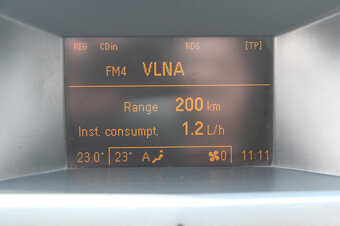 REG CDin RDS [TP]
FM4 VLNA
Range 200 km
Inst. consumpt. 1.2 L/h
23.0° 23° A 0 11:11